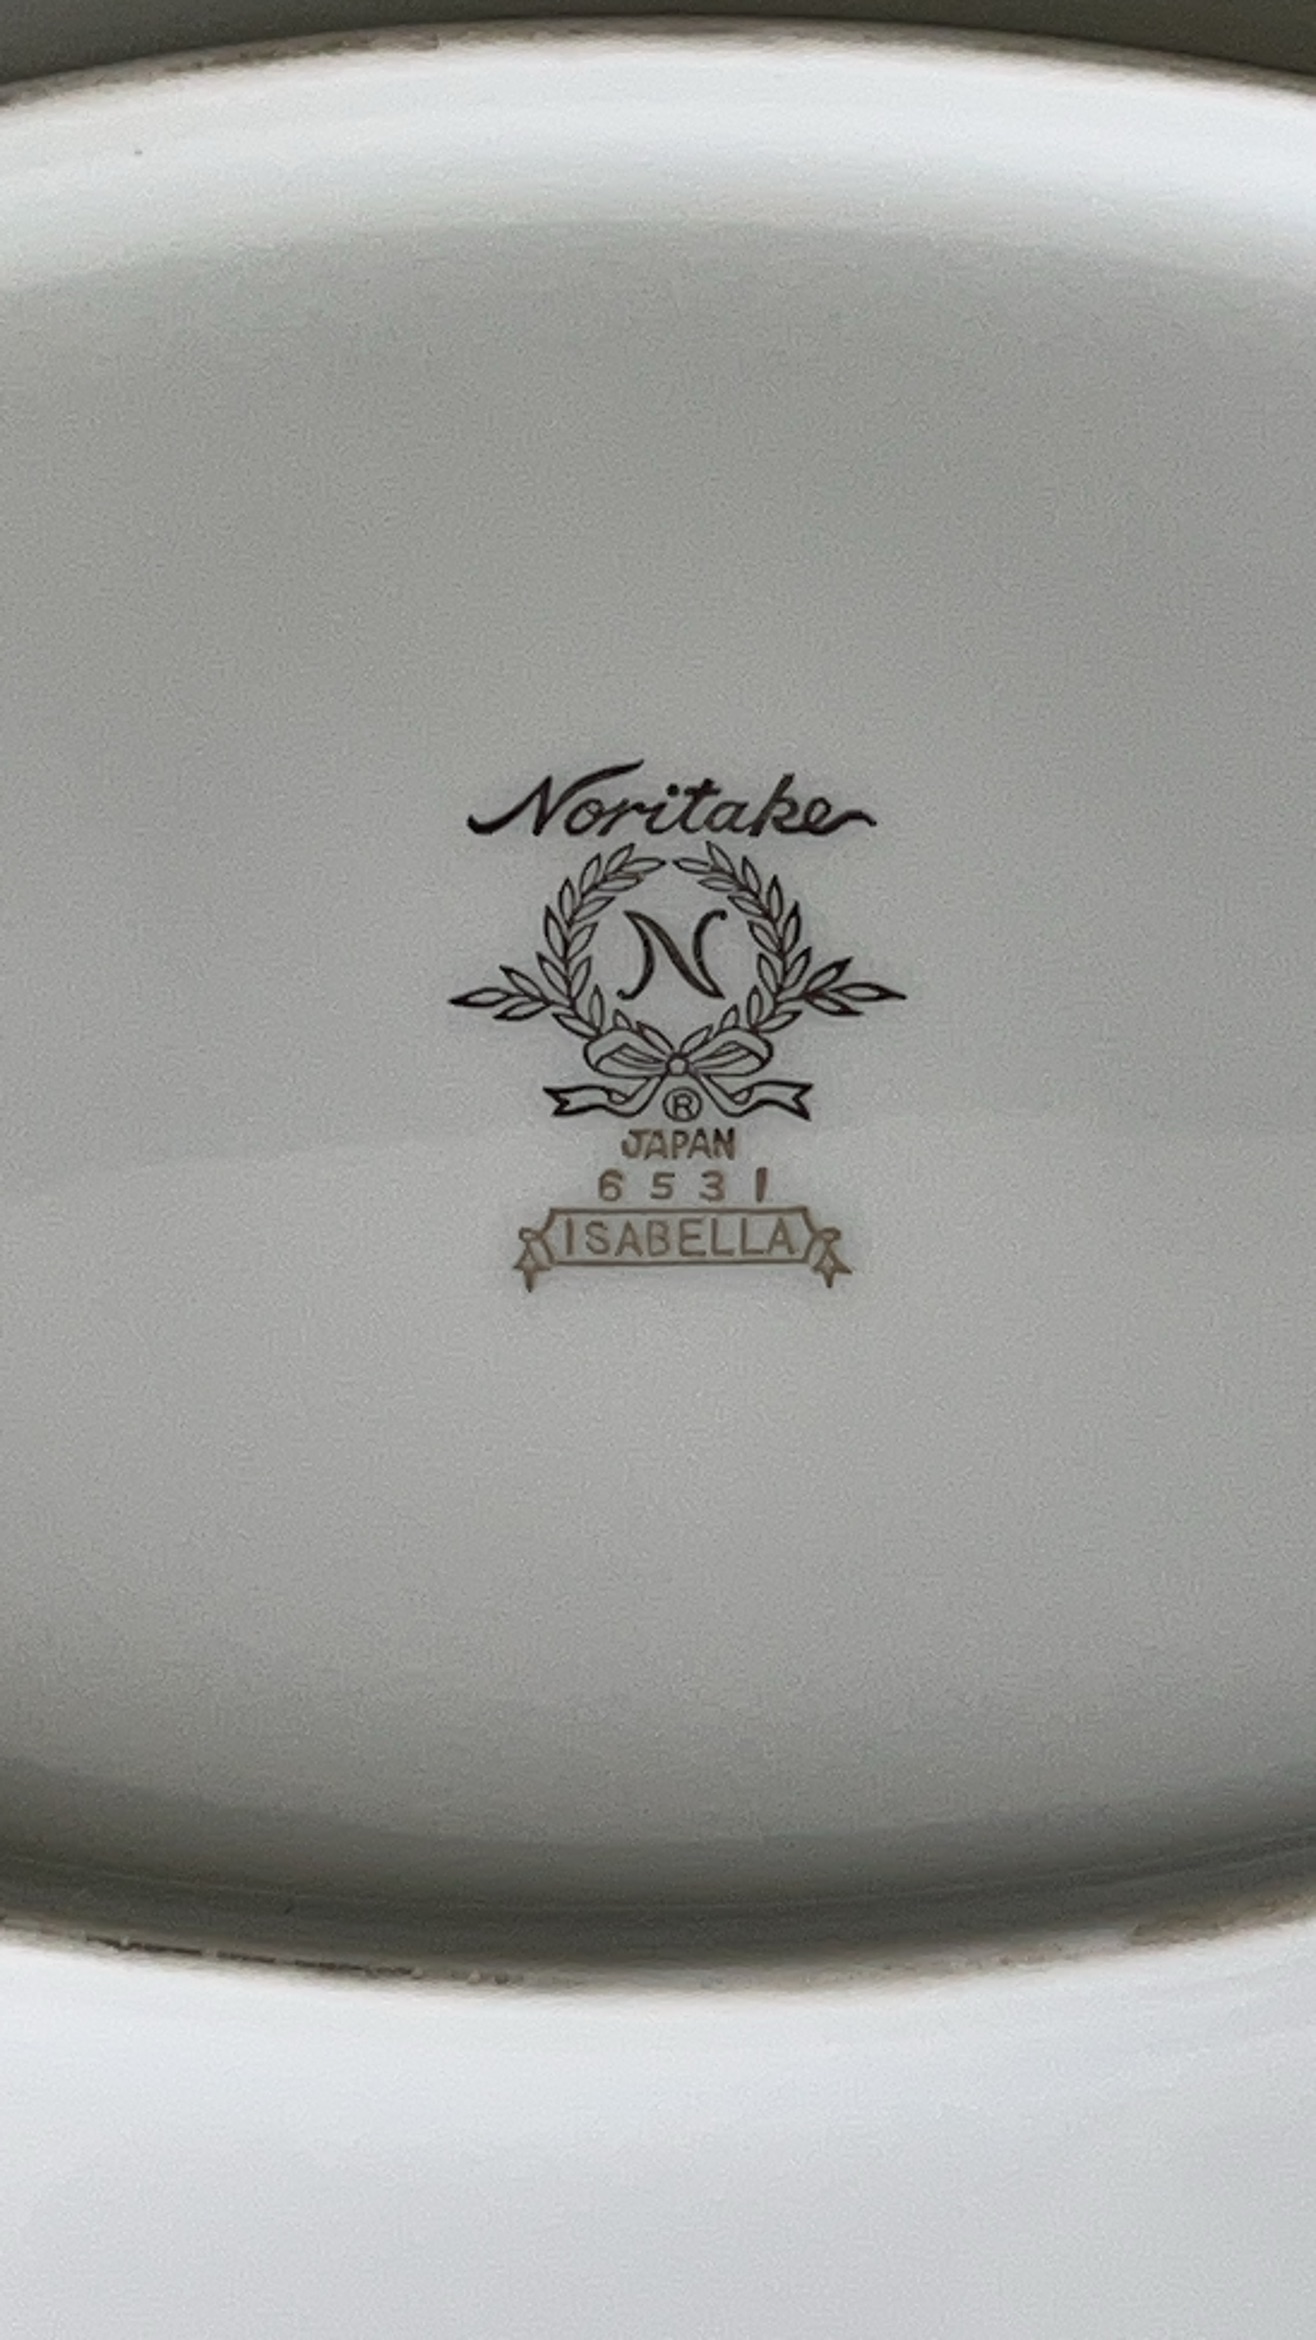 Noritake
N
®
JAPAN
6531
ISABELLA